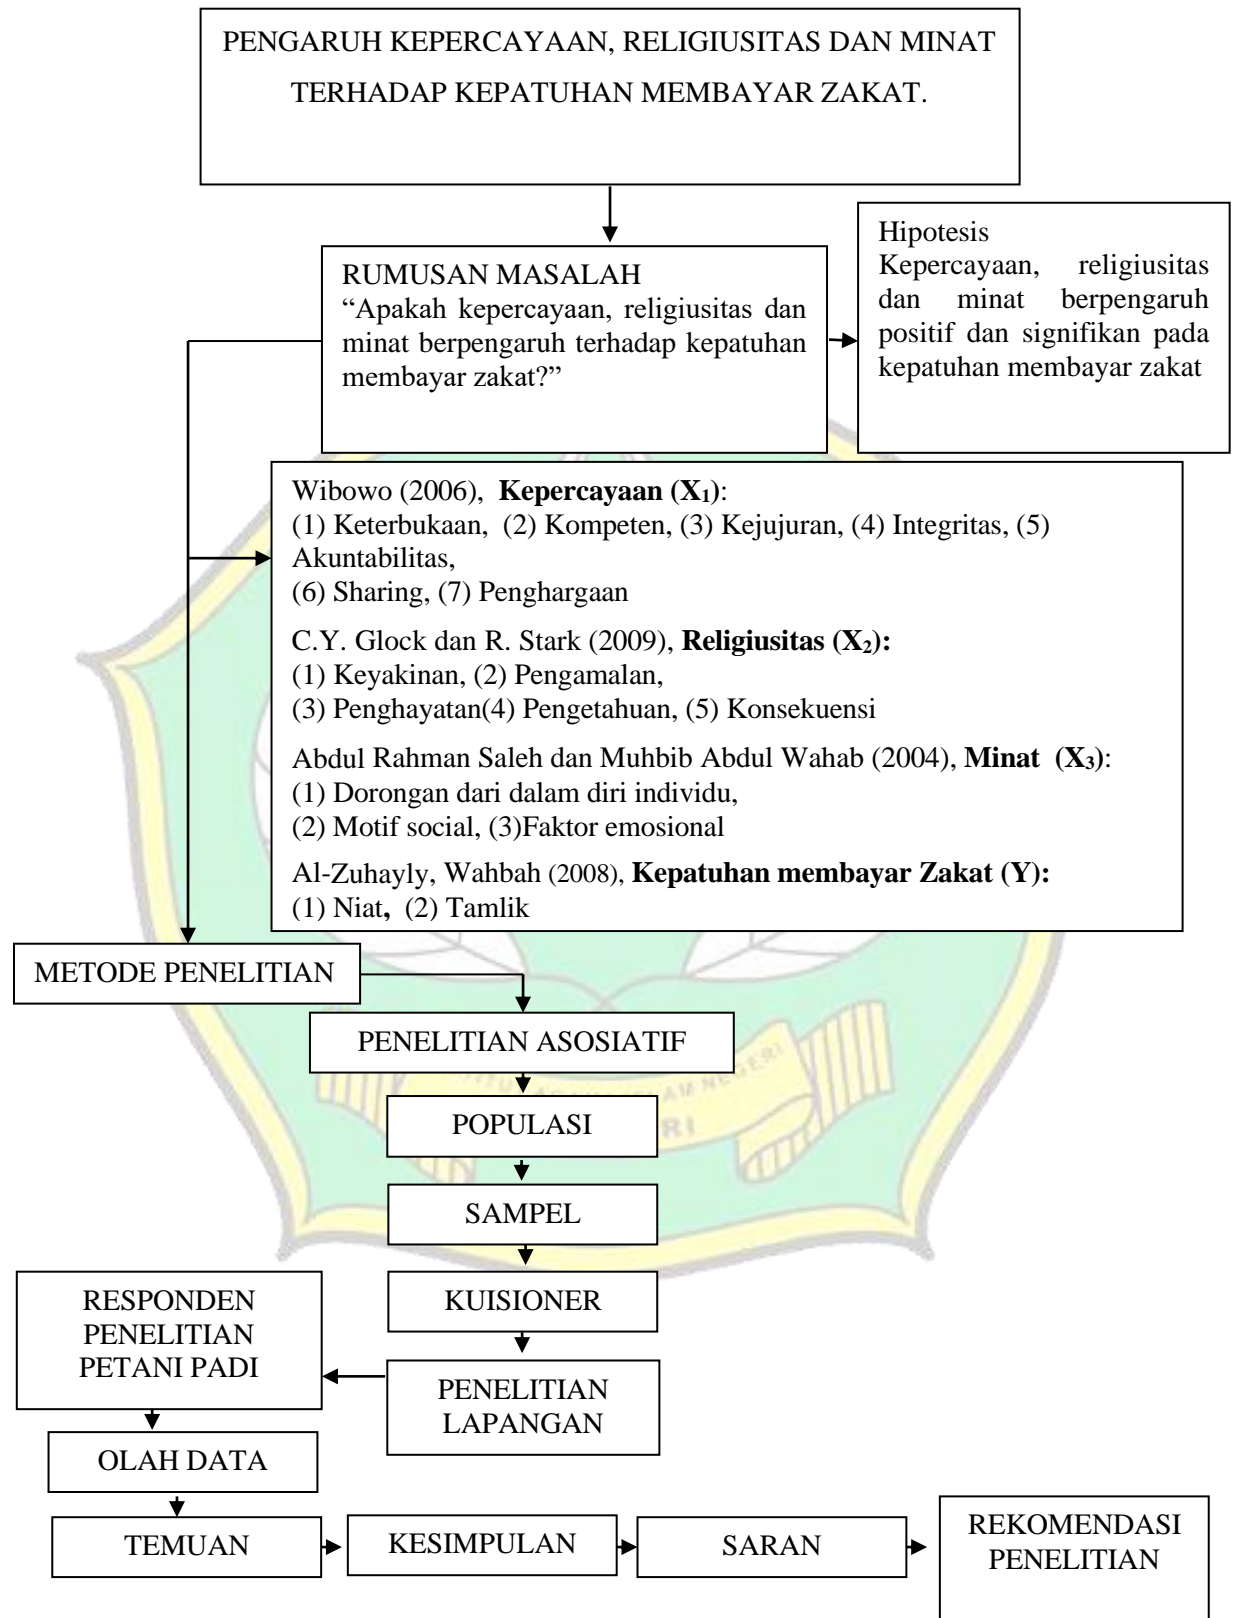 PENGARUH KEPERCAYAAN, RELIGIUSITAS DAN MINAT
TERHADAP KEPATUHAN MEMBAYAR ZAKAT.
RUMUSAN MASALAH
“Apakah kepercayaan, religiusitas dan
minat berpengaruh terhadap kepatuhan
membayar zakat?”
Hipotesis
Kepercayaan, religiusitas
dan minat berpengaruh
positif dan signifikan pada
kepatuhan membayar zakat
Wibowo (2006), Kepercayaan (X₁):
(1) Keterbukaan, (2) Kompeten, (3) Kejujuran, (4) Integritas, (5)
Akuntabilitas,
(6) Sharing, (7) Penghargaan
C.Y. Glock dan R. Stark (2009), Religiusitas (X₂):
(1) Keyakinan, (2) Pengamalan,
(3) Penghayatan(4) Pengetahuan, (5) Konsekuensi
Abdul Rahman Saleh dan Muhbib Abdul Wahab (2004), Minat (X₃):
(1) Dorongan dari dalam diri individu,
(2) Motif social, (3)Faktor emosional
Al-Zuhayly, Wahbah (2008), Kepatuhan membayar Zakat (Y):
(1) Niat, (2) Tamlik
METODE PENELITIAN
PENELITIAN ASOSIATIF
POPULASI
SAMPEL
KUISIONER
PENELITIAN
LAPANGAN
RESPONDEN
PENELITIAN
PETANI PADI
OLAH DATA
TEMUAN
KESIMPULAN
SARAN
REKOMENDASI
PENELITIAN